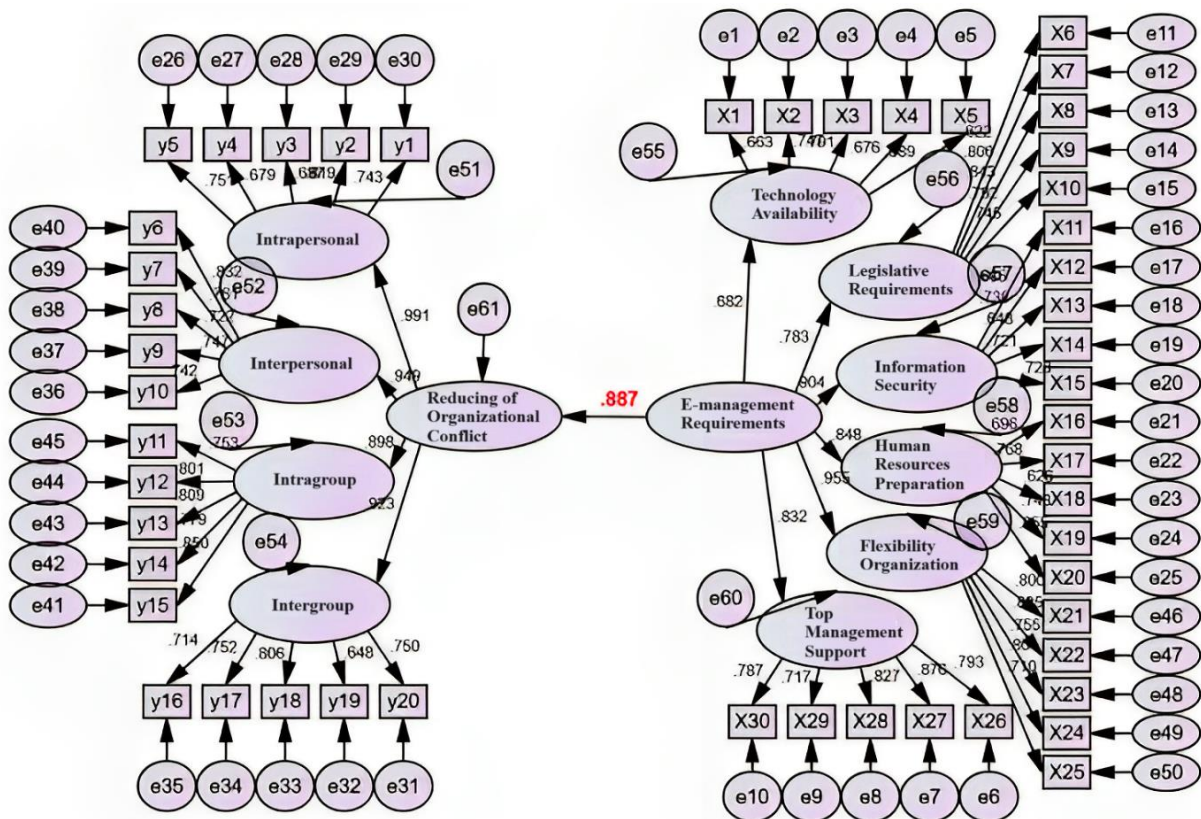 e26 e27 e28 e29 e30
y5 y4 y3 y2 y1
.751 .679 .819 .743
e51
Intrapersonal
e40 y6
e39 y7
e38 y8
e37 y9
e36 y10
.832
.722
.747
.742
e52
Interpersonal
.991
.949
e61
Reducing of
Organizational
Conflict
.898
.923
e53
.753
e45 y11
e44 y12
e43 y13
e42 y14
e41 y15
.801
.809
.850
Intragroup
e54
Intergroup
.714 .752 .806 .648 .750
y16 y17 y18 y19 y20
e35 e34 e33 e32 e31
.887
E-management
Requirements
e1 e2 e3 e4 e5
X1 X2 X3 X4 X5
.663 .676
e55
Technology
Availability
.682
e56
Legislative
Requirements
.783
X6 e11
X7 e12
X8 e13
X9 e14
X10 e15
e57
Information
Security
.904
X11 e16
X12 e17
X13 e18
X14 e19
X15 e20
.721
e58
Human
Resources
Preparation
.848
X16 e21
X17 e22
X18 e23
X19 e24
X20 e25
.696
.768
e59
Flexibility
Organization
.955
X21 e46
X22 e47
X23 e48
X24 e49
X25 e50
.755
.710
.832
e60
Top
Management
Support
.787 .717 .827 .876 .793
X30 X29 X28 X27 X26
e10 e9 e8 e7 e6